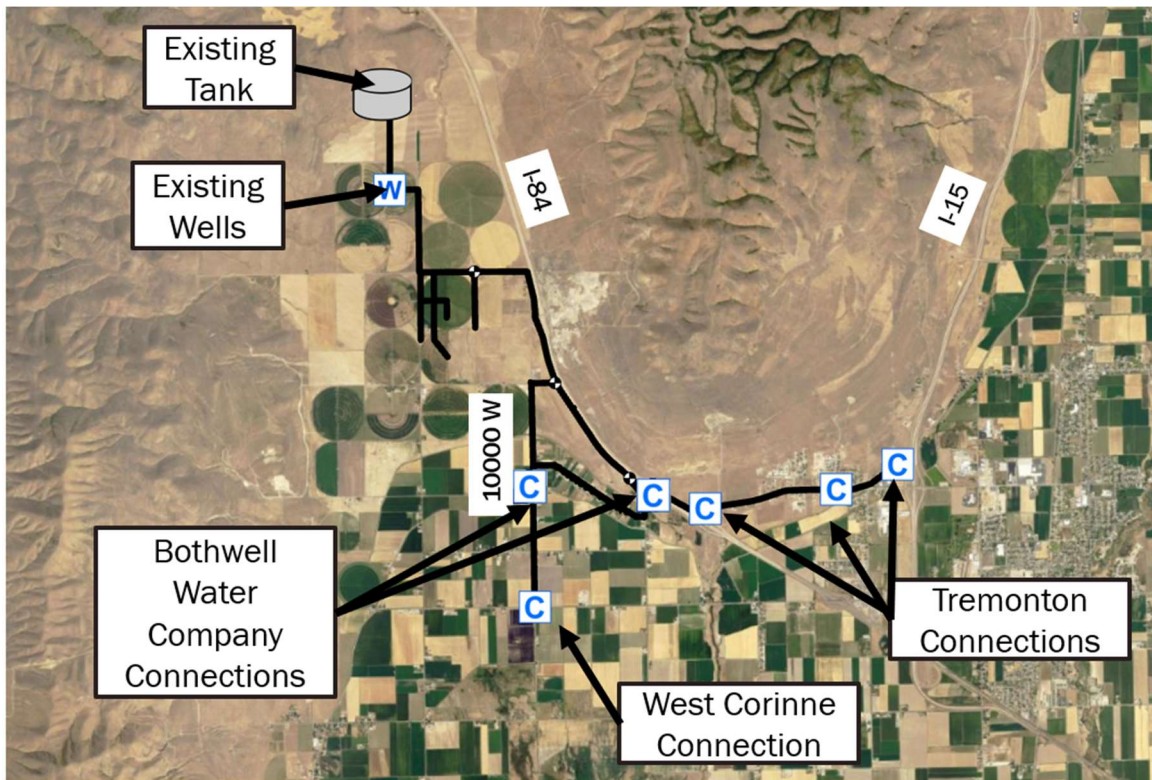 Existing
Tank
Existing
Wells
W
I-84
I-15
10000 W
C
C
C
C
C
C
Bothwell
Water
Company
Connections
Tremonton
Connections
West Corinne
Connection